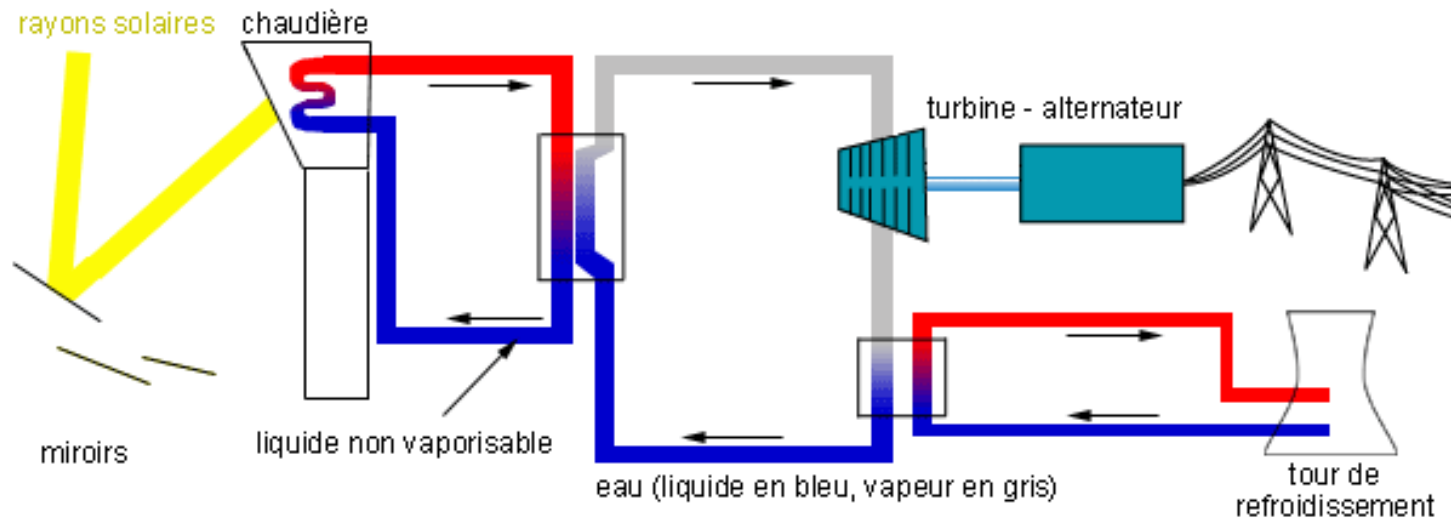 rayons solaires
chaudière
turbine - alternateur
liquide non vaporisable
miroirs
eau (liquide en bleu, vapeur en gris)
tour de
refroidissement